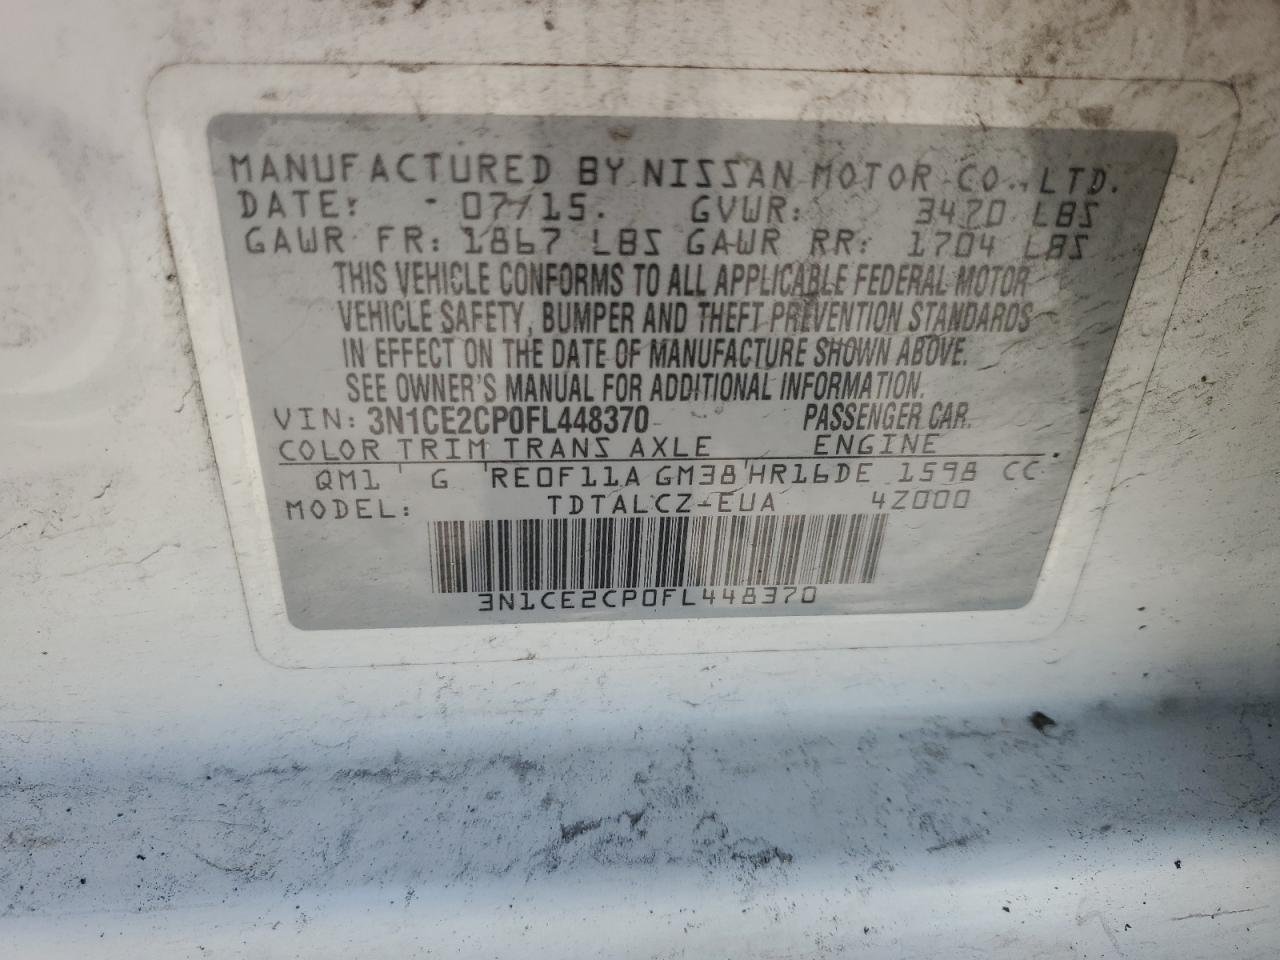 MANUFACTURED BY NISSAN MOTOR CO., LTD.
DATE: 07/15. GVWR: 3470 LBS
GAWR FR: 1867 LBS GAWR RR: 1704 LBS
THIS VEHICLE CONFORMS TO ALL APPLICABLE FEDERAL MOTOR
VEHICLE SAFETY, BUMPER AND THEFT PREVENTION STANDARDS
IN EFFECT ON THE DATE OF MANUFACTURE SHOWN ABOVE.
SEE OWNER'S MANUAL FOR ADDITIONAL INFORMATION.
VIN: 3N1CE2CP0FL448370 PASSENGER CAR.
COLOR TRIM TRANS AXLE ENGINE
QM1 G RE0F11A GM38 HR16DE 1598 CC
MODEL: TDTALCZ-EUA 4Z000
3N1CE2CP0FL448370